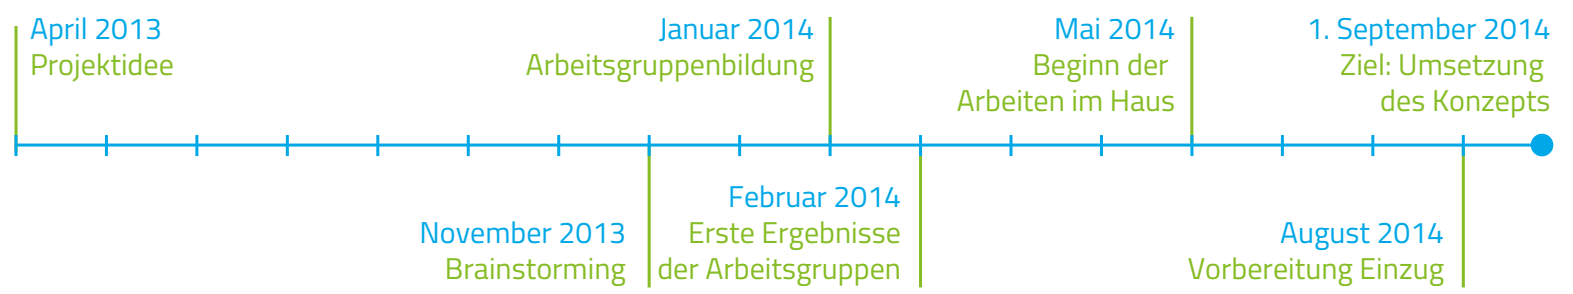 April 2013
Projektidee
Januar 2014
Arbeitsgruppenbildung
Mai 2014
Beginn der
Arbeiten im Haus
1. September 2014
Ziel: Umsetzung
des Konzepts
November 2013
Brainstorming
Februar 2014
Erste Ergebnisse
der Arbeitsgruppen
August 2014
Vorbereitung Einzug